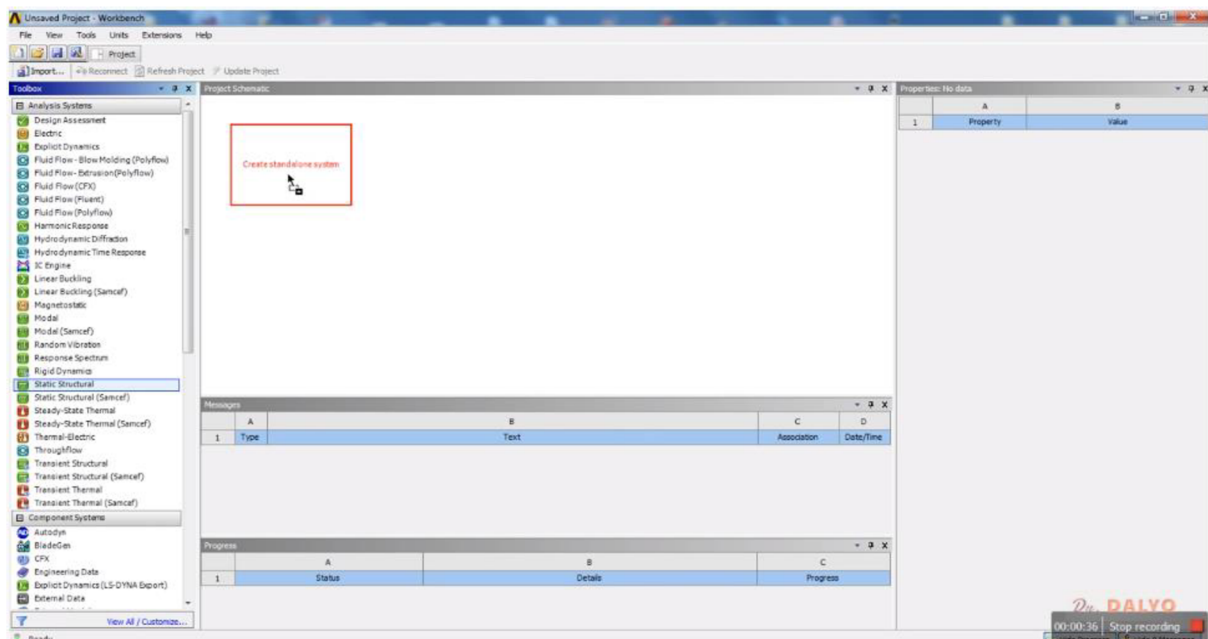 Unsaved Project - Workbench
File View Tools Units Extensions Help
Project
Import... Reconnect Refresh Project Update Project
Toolbox
Project Schematic
Properties: No data
Analysis Systems
Design Assessment
Electric
Explicit Dynamics
Fluid Flow - Blow Molding (Polyflow)
Fluid Flow- Extrusion(Polyflow)
Fluid Flow (CFX)
Fluid Flow (Fluent)
Fluid Flow (Polyflow)
Harmonic Response
Hydrodynamic Diffraction
Hydrodynamic Time Response
IC Engine
Linear Buckling
Linear Buckling (Samcef)
Magnetostatic
Modal
Modal (Samcef)
Random Vibration
Response Spectrum
Rigid Dynamics
Static Structural
Static Structural (Samcef)
Steady-State Thermal
Steady-State Thermal (Samcef)
Thermal-Electric
Throughflow
Transient Structural
Transient Structural (Samcef)
Transient Thermal
Transient Thermal (Samcef)
Component Systems
Autodyn
BladeGen
CFX
Engineering Data
Explicit Dynamics (LS-DYNA Export)
External Data
View All / Customize...
Ready
Create standalone system
Messages
A B C D
1 Type Text Association Date/Time
Progress
A B C
1 Status Details Progress
A B
1 Property Value
Dr. DALYO
00:00:36 Stop recording